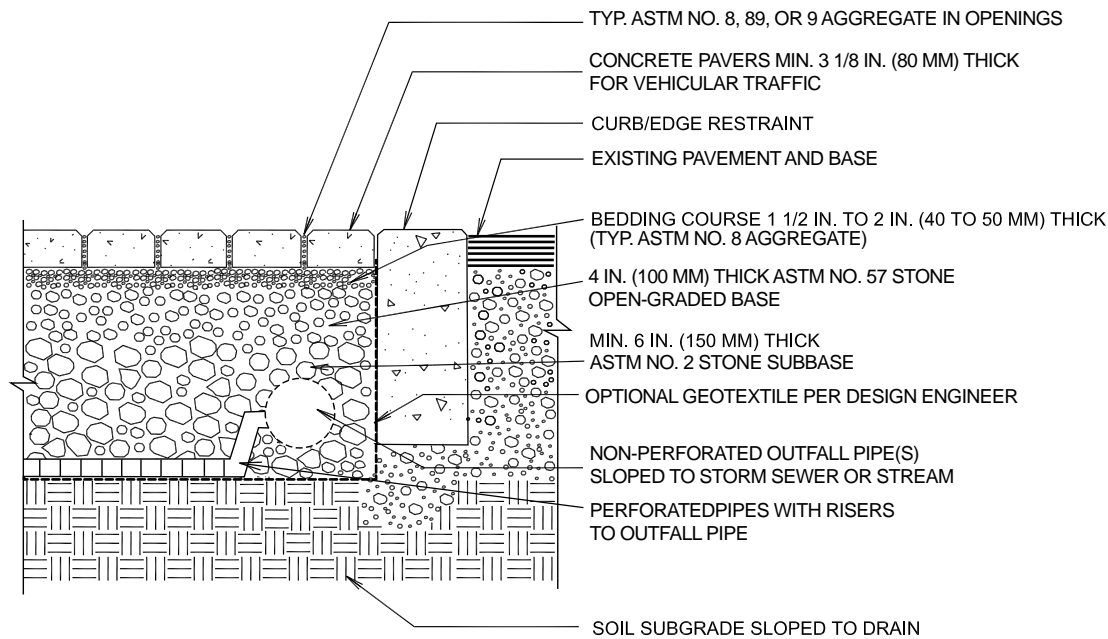 TYP. ASTM NO. 8, 89, OR 9 AGGREGATE IN OPENINGS
CONCRETE PAVERS MIN. 3 1/8 IN. (80 MM) THICK
FOR VEHICULAR TRAFFIC
CURB/EDGE RESTRAINT
EXISTING PAVEMENT AND BASE
BEDDING COURSE 1 1/2 IN. TO 2 IN. (40 TO 50 MM) THICK
(TYP. ASTM NO. 8 AGGREGATE)
4 IN. (100 MM) THICK ASTM NO. 57 STONE
OPEN-GRADED BASE
MIN. 6 IN. (150 MM) THICK
ASTM NO. 2 STONE SUBBASE
OPTIONAL GEOTEXTILE PER DESIGN ENGINEER
NON-PERFORATED OUTFALL PIPE(S)
SLOPED TO STORM SEWER OR STREAM
PERFORATEDPIPES WITH RISERS
TO OUTFALL PIPE
SOIL SUBGRADE SLOPED TO DRAIN